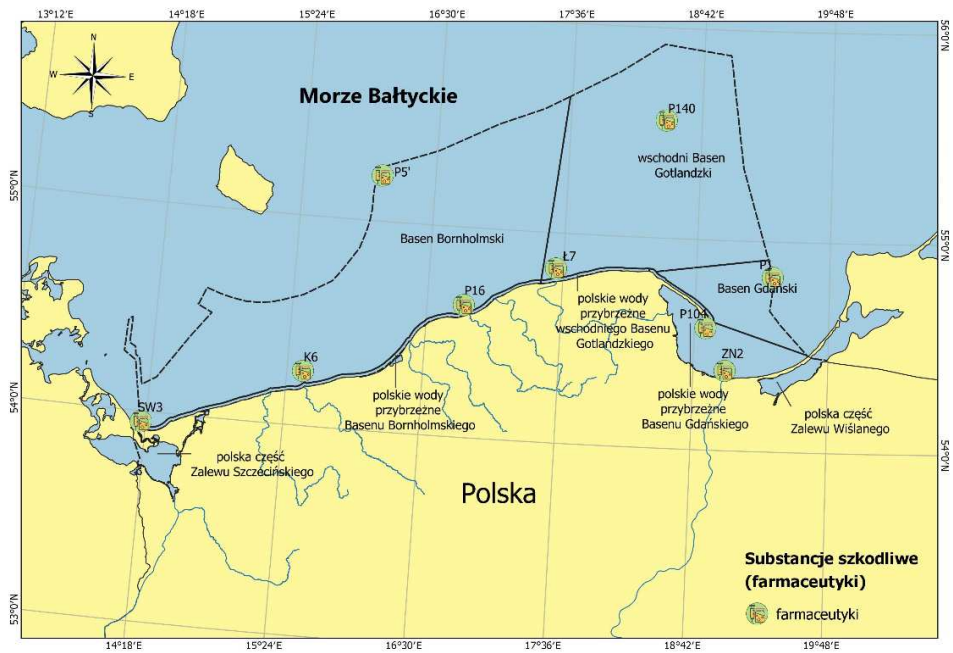 13°12'E
14°18'E
15°24'E
16°30'E
17°36'E
18°42'E
19°48'E
56°0'N
N
W
E
S
Morze Bałtyckie
P140
wschodni Basen
Gotlandzki
P5'
55°0'N
55°0'N
Basen Bornholmski
Ł7
P1
Basen Gdański
P16
polskie wody
przybrzeżne
wschodniego Basenu
Gotlandzkiego
P104
K6
ZN2
54°0'N
polskie wody
przybrzeżne
Basenu Bornholmskiego
polskie wody
przybrzeżne
Basenu Gdańskiego
polska część
Zalewu Wiślanego
SW3
polska część
Zalewu Szczecińskiego
54°0'N
Polska
Substancje szkodliwe
(farmaceutyki)
farmaceutyki
53°0'N
14°18'E
15°24'E
16°30'E
17°36'E
18°42'E
19°48'E